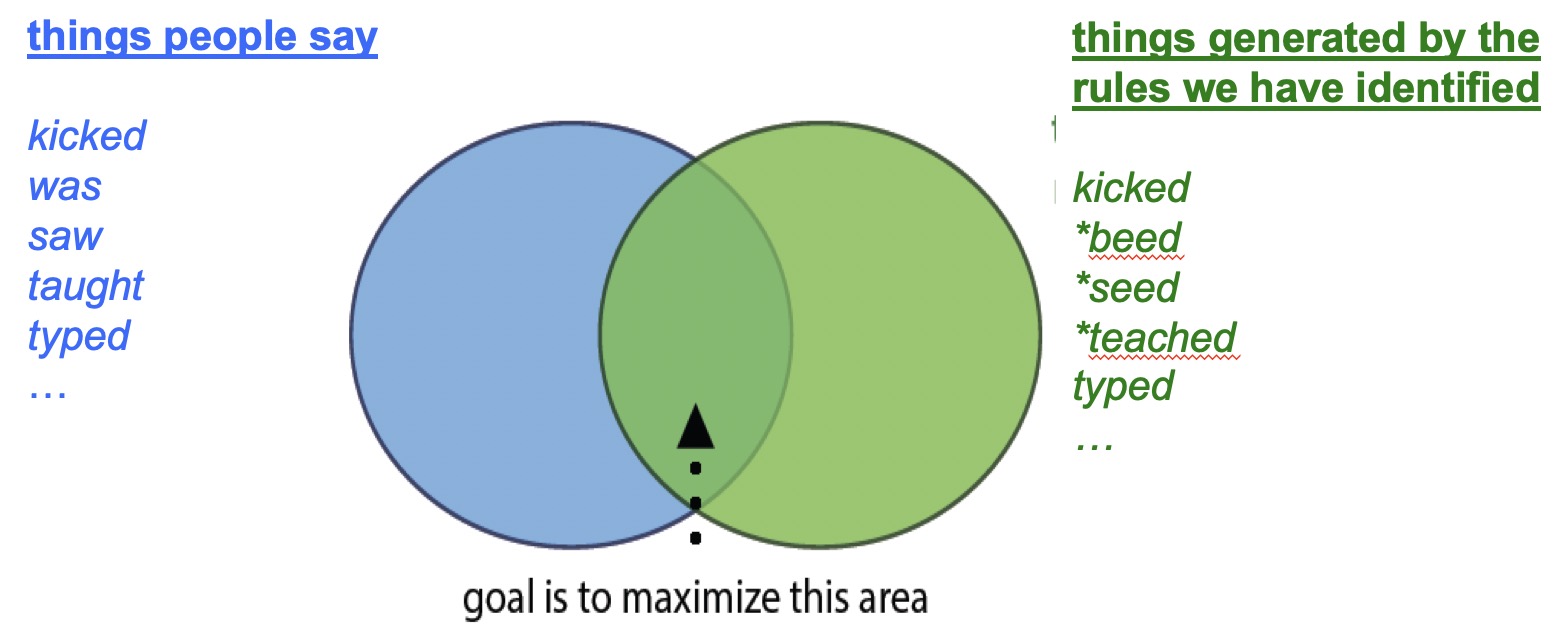 things people say
kicked
was
saw
taught
typed
…
things generated by the
rules we have identified
kicked
*beed
*seed
*teached
typed
…
goal is to maximize this area